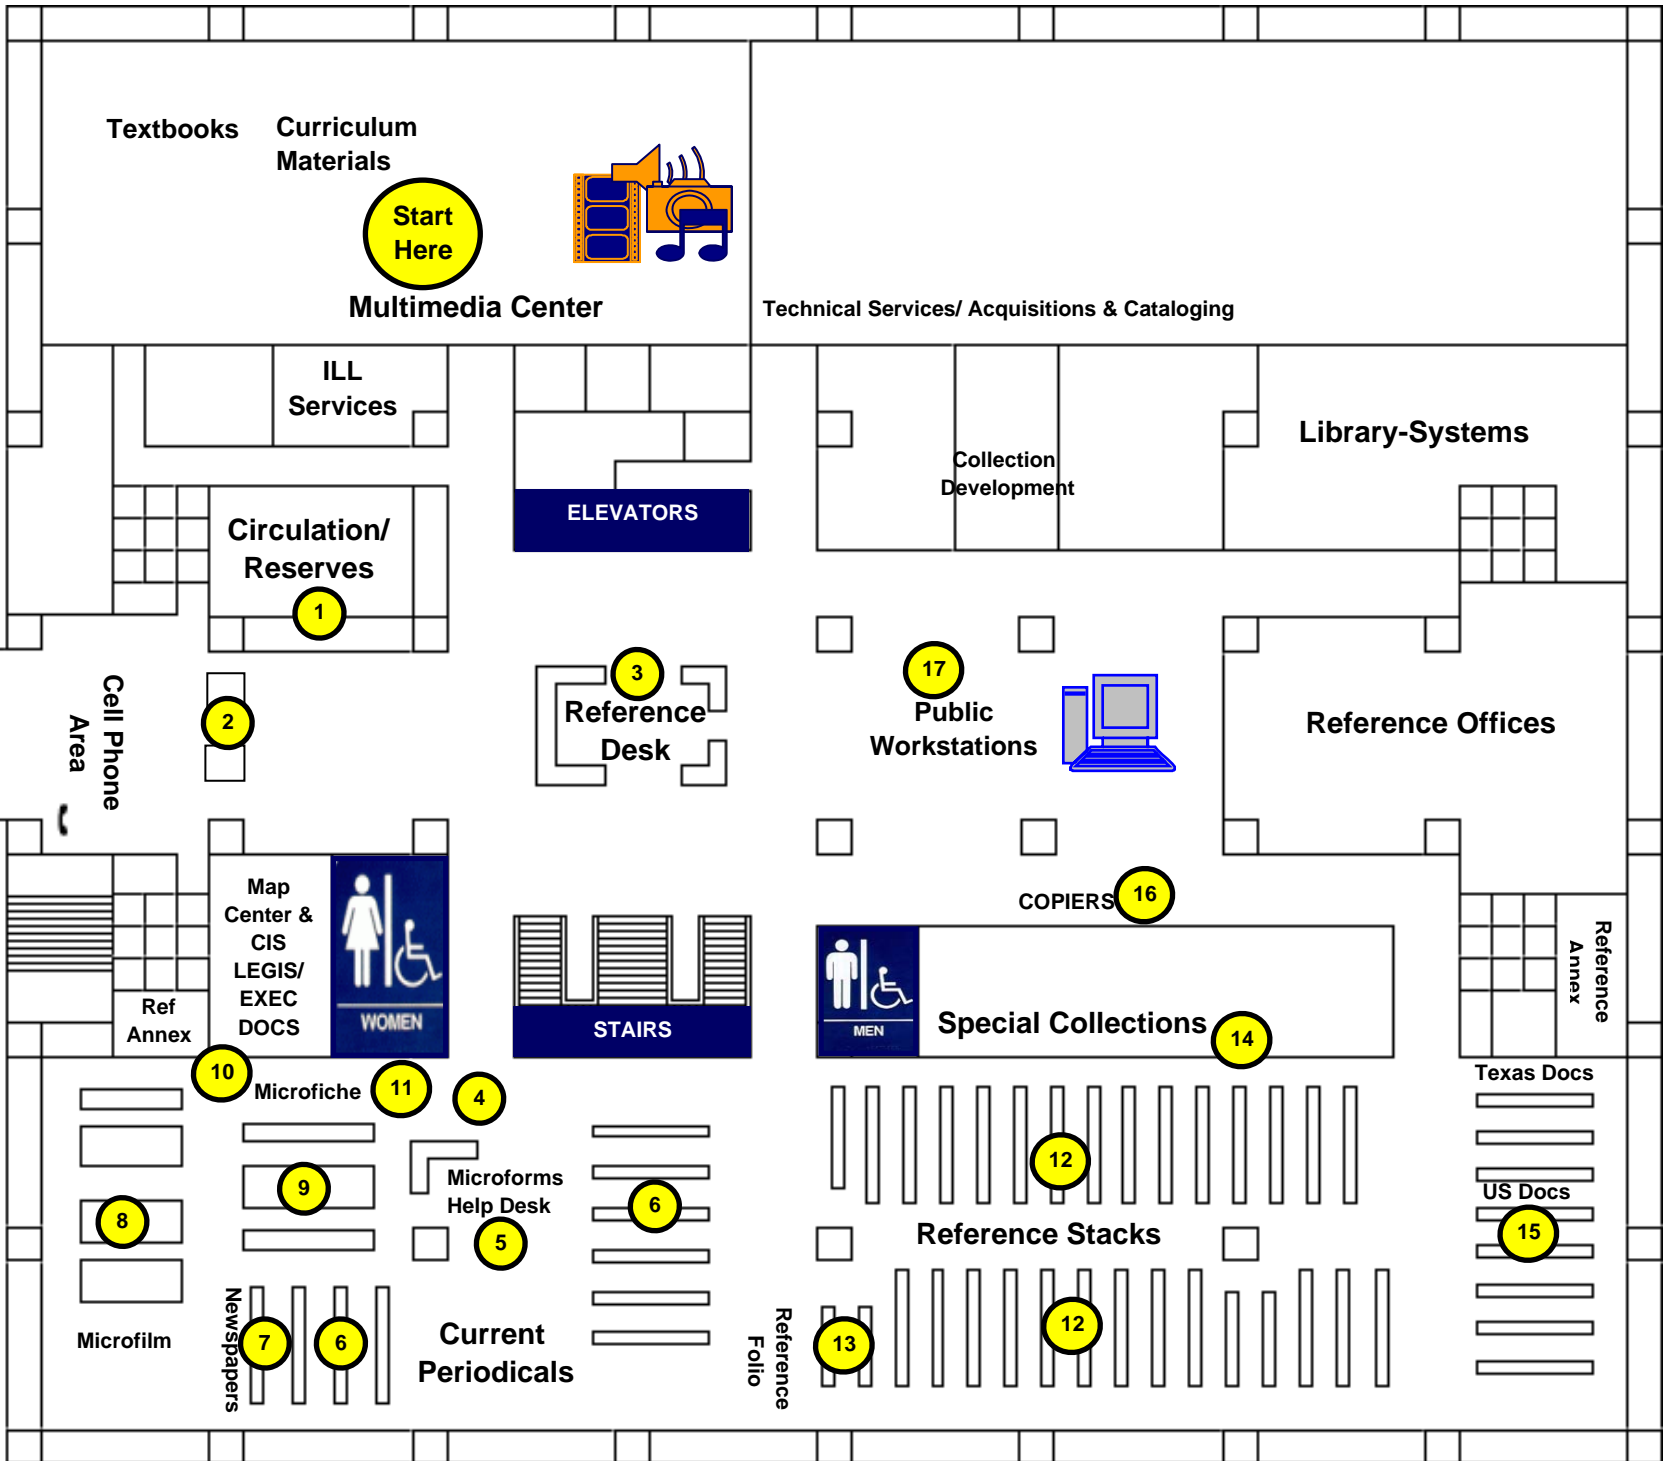 Textbooks
Curriculum
Materials
Start
Here
Multimedia Center
Technical Services/ Acquisitions & Cataloging
ILL
Services
Library-Systems
Collection
Development
ELEVATORS
Circulation/
Reserves
1
Cell Phone
Area
2
3
Reference
Desk
17
Public
Workstations
Reference Offices
Map
Center &
CIS
LEGIS/
EXEC
DOCS
WOMEN
Ref
Annex
STAIRS
COPIERS
16
MEN
Special Collections
14
Reference
Annex
10
Microfiche
11
4
Texas Docs
9
Microforms
Help Desk
5
6
8
12
Reference Stacks
US Docs
15
Microfilm
Newspapers
7
6
Current
Periodicals
Reference
Folio
13
12